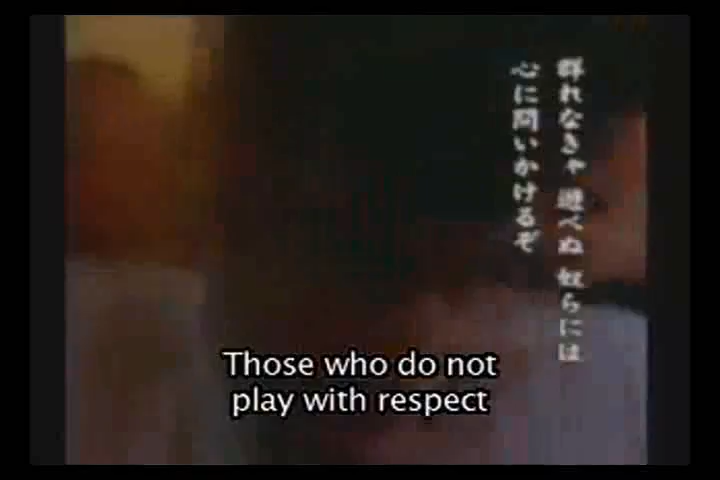 群れなきゃ 遊べぬ 奴らには
心に問いかけるぞ
Those who do not
play with respect